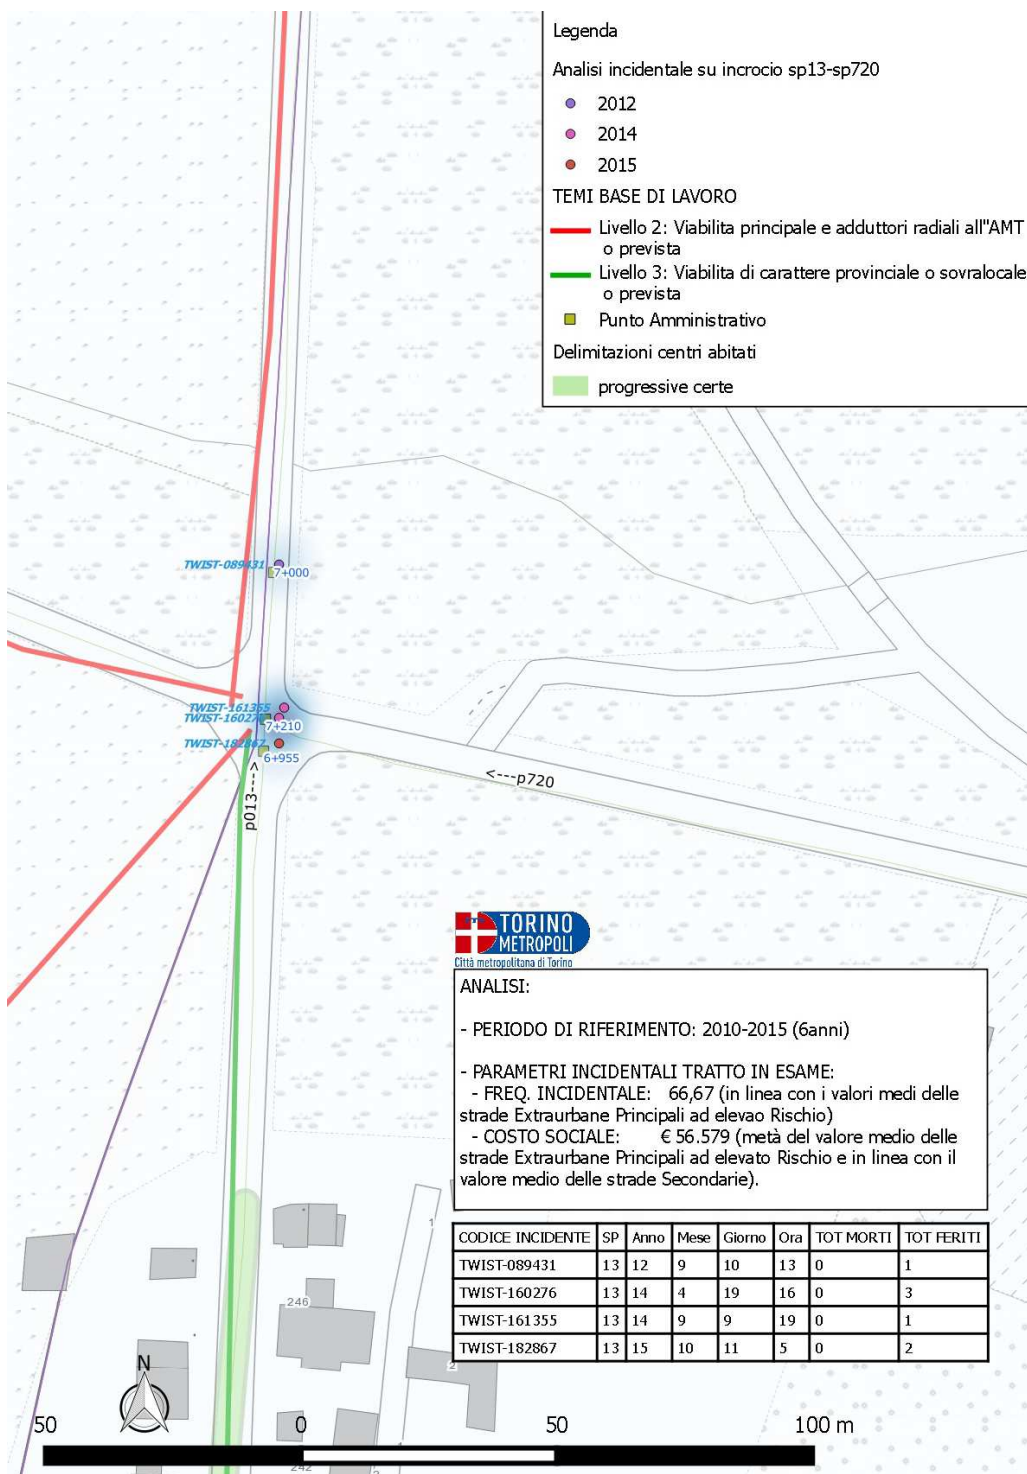 Legenda
Analisi incidentale su incrocio sp13-sp720
2012
2014
2015
TEMI BASE DI LAVORO
Livello 2: Viabilita principale e adduttori radiali all"AMT
o prevista
Livello 3: Viabilita di carattere provinciale o sovralocale
o prevista
Punto Amministrativo
Delimitazioni centri abitati
progressive certe
TWIST-089431
7+000
TWIST-161355
TWIST-160276
7+210
TWIST-182867
6+955
p013--->
<---p720
TORINO
METROPOLI
Città metropolitana di Torino
ANALISI:
- PERIODO DI RIFERIMENTO: 2010-2015 (6anni)
- PARAMETRI INCIDENTALI TRATTO IN ESAME:
- FREQ. INCIDENTALE: 66,67 (in linea con i valori medi delle
strade Extraurbane Principali ad elevao Rischio)
- COSTO SOCIALE: € 56.579 (metà del valore medio delle
strade Extraurbane Principali ad elevato Rischio e in linea con il
valore medio delle strade Secondarie).
CODICE INCIDENTE SP Anno Mese Giorno Ora TOT MORTI TOT FERITI
TWIST-089431 13 12 9 10 13 0 1
TWIST-160276 13 14 4 19 16 0 3
TWIST-161355 13 14 9 9 19 0 1
TWIST-182867 13 15 10 11 5 0 2
1
246
2
N
50 0 50 100 m
242